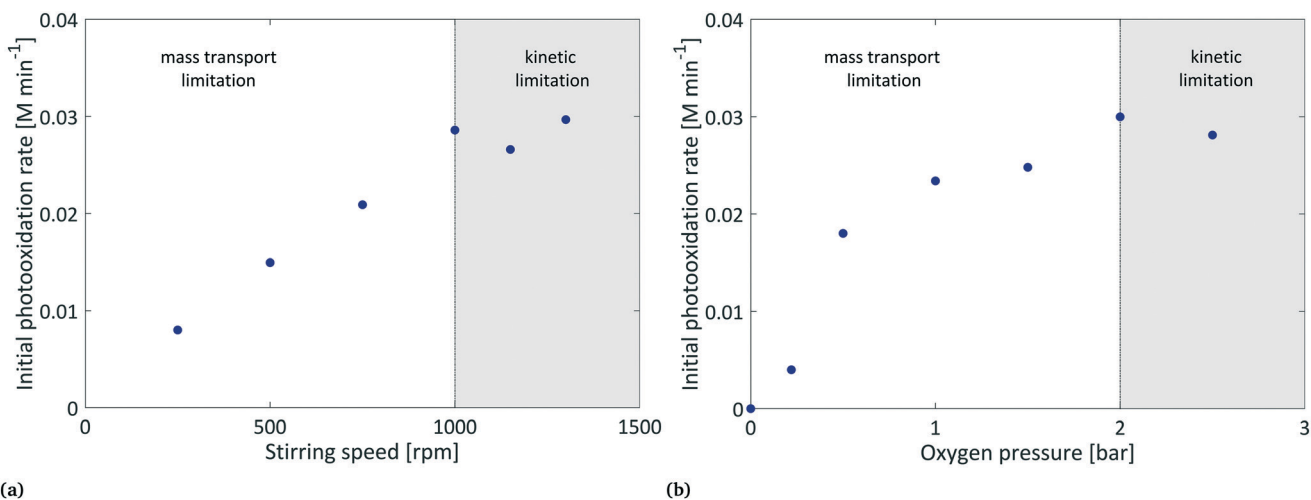 0.04
0.03
0.02
0.01
0
Initial photooxidation rate [M min-1]
mass transport
limitation
kinetic
limitation
0
500
1000
1500
Stirring speed [rpm]
(a)
0.04
0.03
0.02
0.01
0
Initial photooxidation rate [M min-1]
mass transport
limitation
kinetic
limitation
0
1
2
3
Oxygen pressure [bar]
(b)